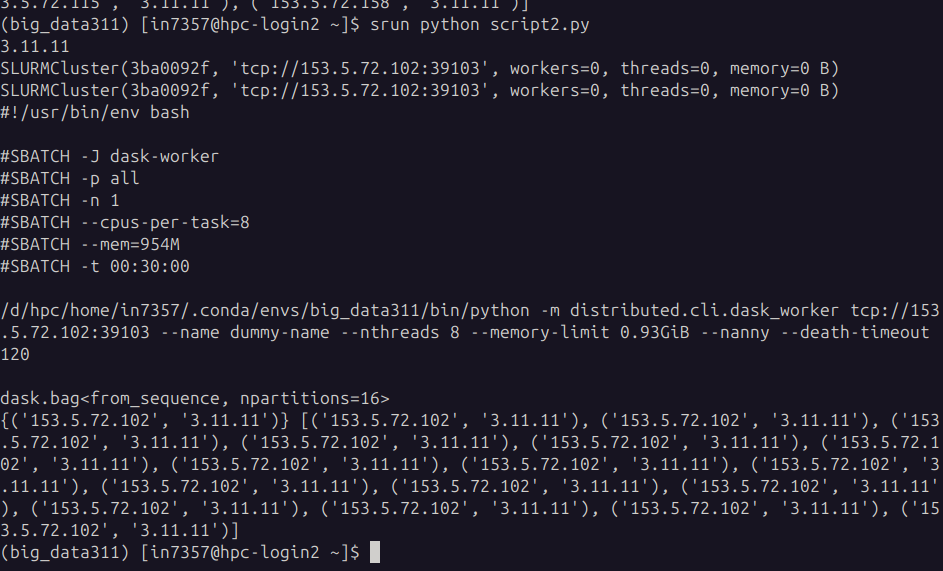 3.5.72.115', '3.11.11'), ('153.5.72.158', '3.11.11')]
(big_data311) [in7357@hpc-login2 ~]$ srun python script2.py
3.11.11
SLURMCluster(3ba0092f, 'tcp://153.5.72.102:39103', workers=0, threads=0, memory=0 B)
SLURMCluster(3ba0092f, 'tcp://153.5.72.102:39103', workers=0, threads=0, memory=0 B)
#!/usr/bin/env bash
#SBATCH -J dask-worker
#SBATCH -p all
#SBATCH -n 1
#SBATCH --cpus-per-task=8
#SBATCH --mem=954M
#SBATCH -t 00:30:00
/d/hpc/home/in7357/.conda/envs/big_data311/bin/python -m distributed.cli.dask_worker tcp://153
.5.72.102:39103 --name dummy-name --nthreads 8 --memory-limit 0.93GiB --nanny --death-timeout
120
dask.bag<from_sequence, npartitions=16>
{('153.5.72.102', '3.11.11')} [('153.5.72.102', '3.11.11'), ('153.5.72.102', '3.11.11'), ('153
.5.72.102', '3.11.11'), ('153.5.72.102', '3.11.11'), ('153.5.72.102', '3.11.11'), ('153.5.72.1
02', '3.11.11'), ('153.5.72.102', '3.11.11'), ('153.5.72.102', '3.11.11'), ('153.5.72.102', '3
.11.11'), ('153.5.72.102', '3.11.11'), ('153.5.72.102', '3.11.11'), ('153.5.72.102', '3.11.11'
), ('153.5.72.102', '3.11.11'), ('153.5.72.102', '3.11.11'), ('153.5.72.102', '3.11.11'), ('15
3.5.72.102', '3.11.11')]
(big_data311) [in7357@hpc-login2 ~]$